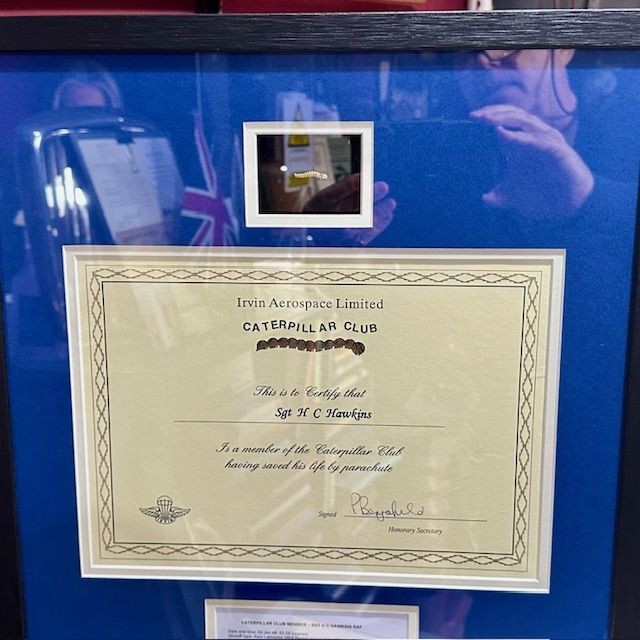 Irvin Aerospace Limited
CATERPILLAR CLUB
This is to Certify that
Sgt H C Hawkins
Is a member of the Caterpillar Club
having saved his life by parachute
Signed
Honorary Secretary
CATERPILLAR CLUB MEMBER - SGT H C HAWKINS RAF